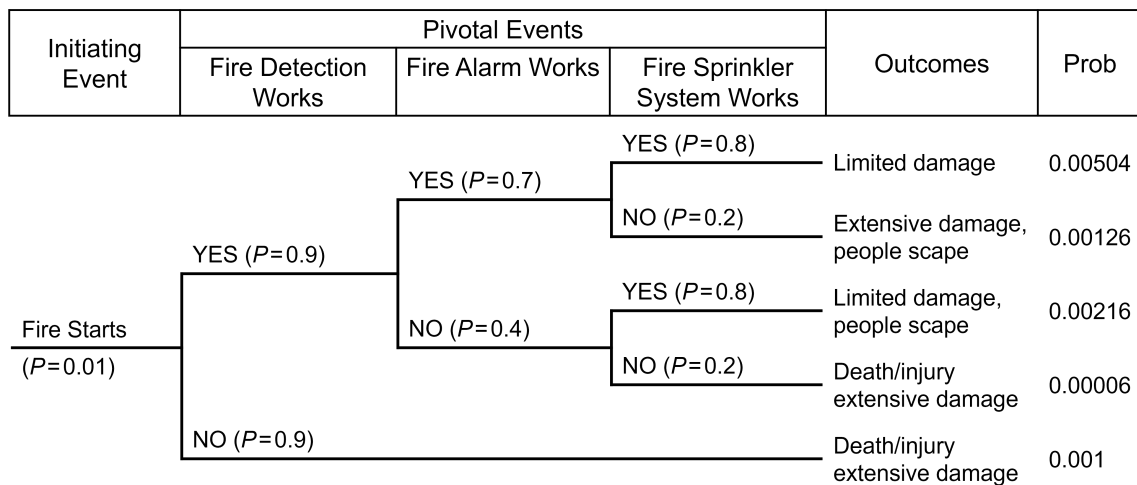 Initiating
Event
Pivotal Events
Fire Detection
Works
Fire Alarm Works
Fire Sprinkler
System Works
Outcomes
Prob
YES (P=0.8)
Limited damage
0.00504
YES (P=0.7)
NO (P=0.2)
Extensive damage,
people scape
0.00126
YES (P=0.9)
YES (P=0.8)
Limited damage,
people scape
0.00216
Fire Starts
(P=0.01)
NO (P=0.4)
NO (P=0.2)
Death/injury
extensive damage
0.00006
NO (P=0.9)
Death/injury
extensive damage
0.001